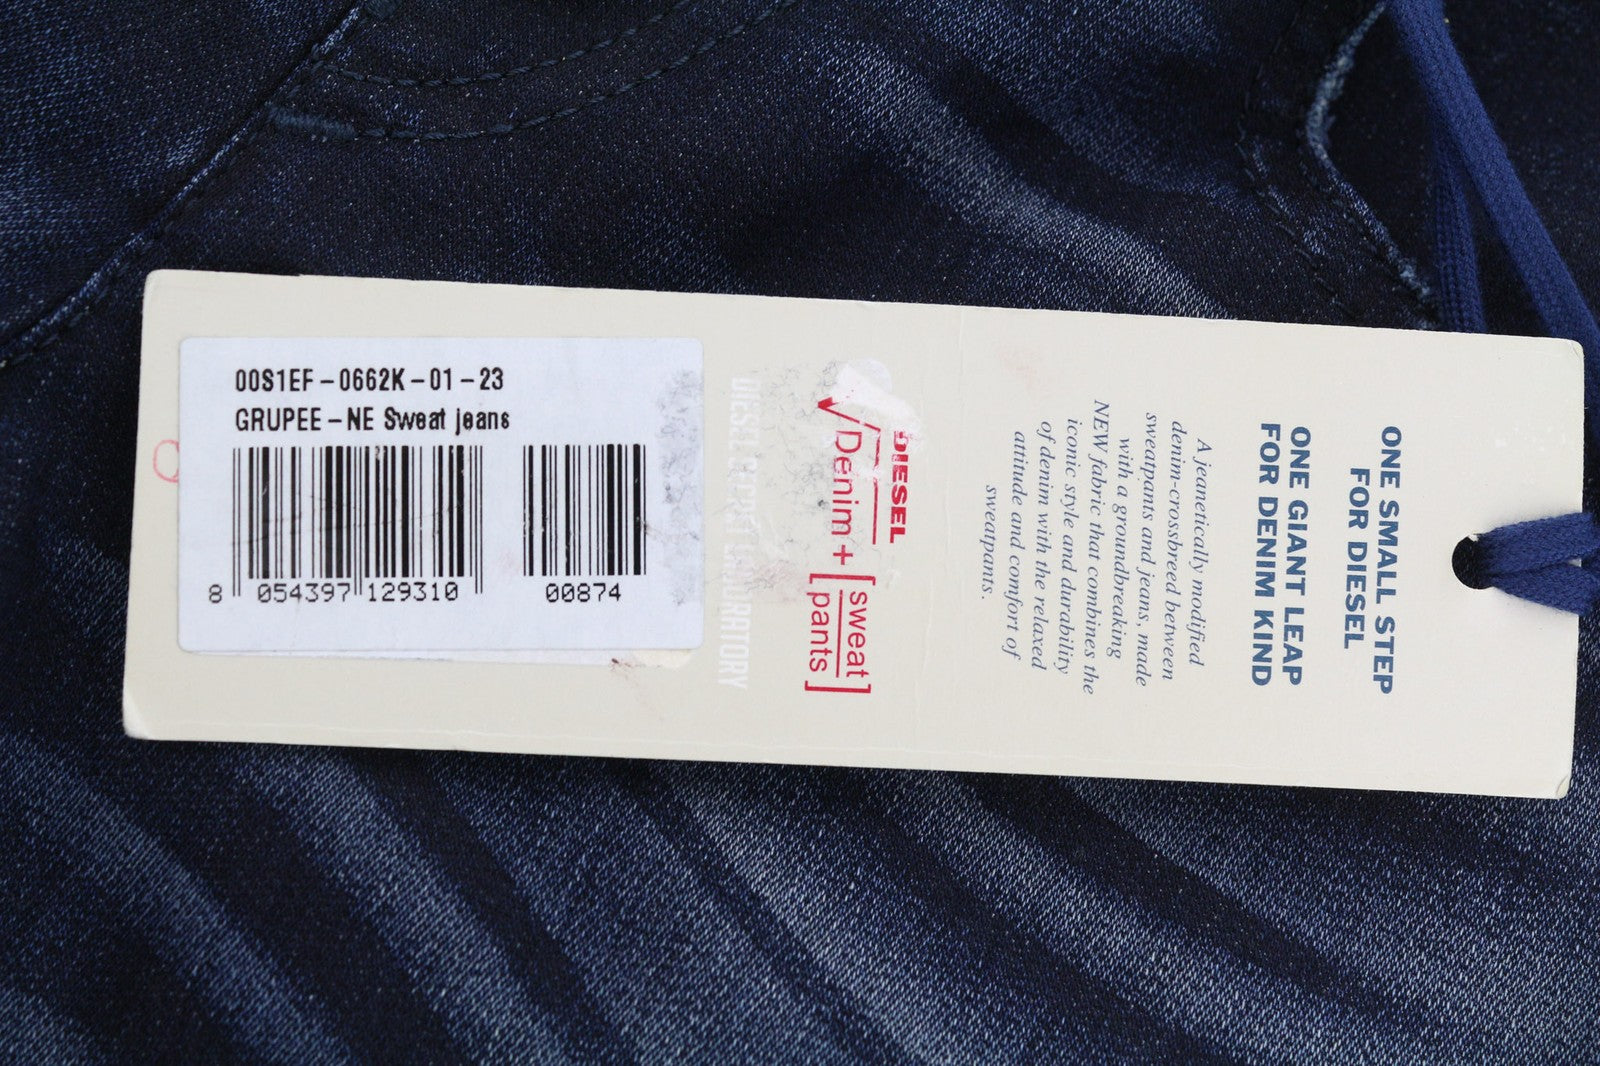 00S1EF-0662K-01-23
GRUPEE-NE Sweat jeans
8 054397 129310
00874
ONE SMALL STEP
FOR DIESEL
ONE GIANT LEAP
FOR DENIM KIND
A jeanetically modified
denim-crossbreed between
sweatpants and jeans, made
with a groundbreaking
NEW fabric that combines the
iconic style and durability
of denim with the relaxed
attitude and comfort of
sweatpants.
DIESEL
√Denim + [sweat
pants]